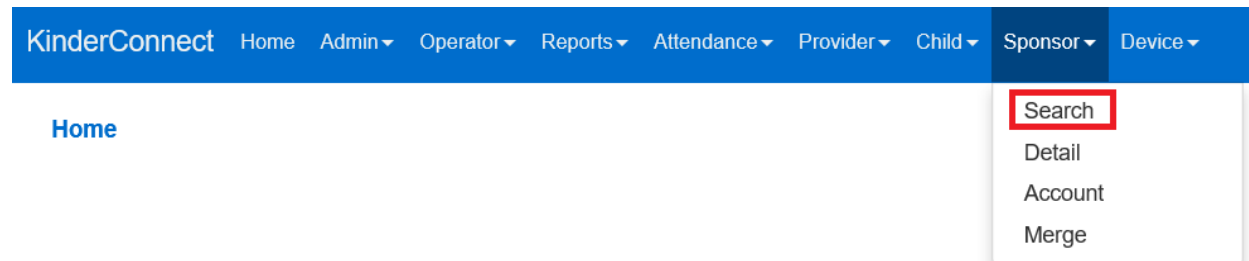 KinderConnect Home Admin Operator Reports Attendance Provider Child Sponsor Device
Home
Search
Detail
Account
Merge